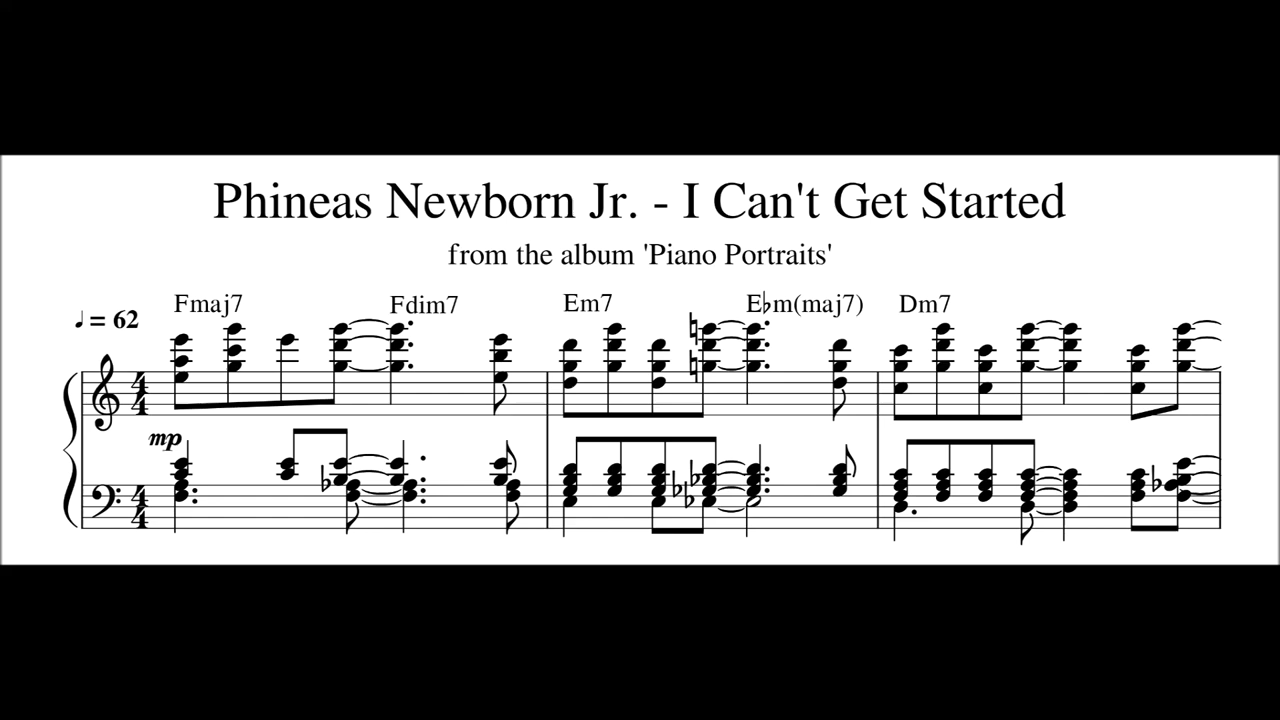 Phineas Newborn Jr. - I Can't Get Started
from the album 'Piano Portraits'
Fmaj7 Fdim7 Em7 E♭m(maj7) Dm7
♩ = 62
mp